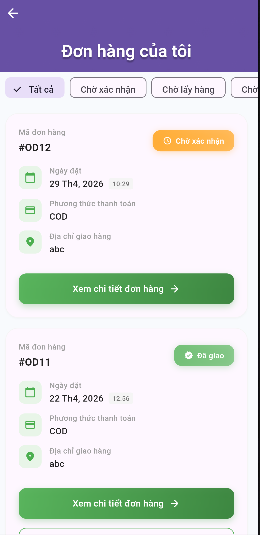 Đơn hàng của tôi
Tất cả
Chờ xác nhận
Chờ lấy hàng
Chờ
Mã đơn hàng
#OD12
Chờ xác nhận
Ngày đặt
29 Th4, 2026 10:29
Phương thức thanh toán
COD
Địa chỉ giao hàng
abc
Xem chi tiết đơn hàng
Mã đơn hàng
#OD11
Đã giao
Ngày đặt
22 Th4, 2026 12:56
Phương thức thanh toán
COD
Địa chỉ giao hàng
abc
Xem chi tiết đơn hàng